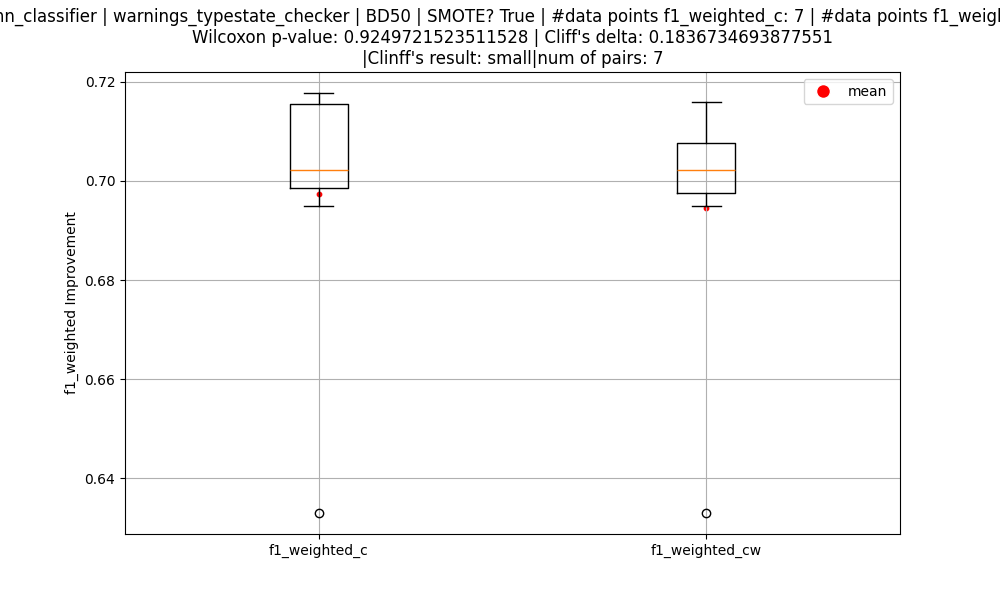 classifier | warnings_typestate_checker | BD50 | SMOTE? True | #data points f1_weighted_c: 7 | #data points
Wilcoxon p-value: 0.9249721523511528 | Cliff's delta: 0.1836734693877551
|Clinff's result: small|num of pairs: 7
mean
0.72
0.70
0.68
0.66
0.64
f1_weighted Improvement
f1_weighted_c
f1_weighted_cw